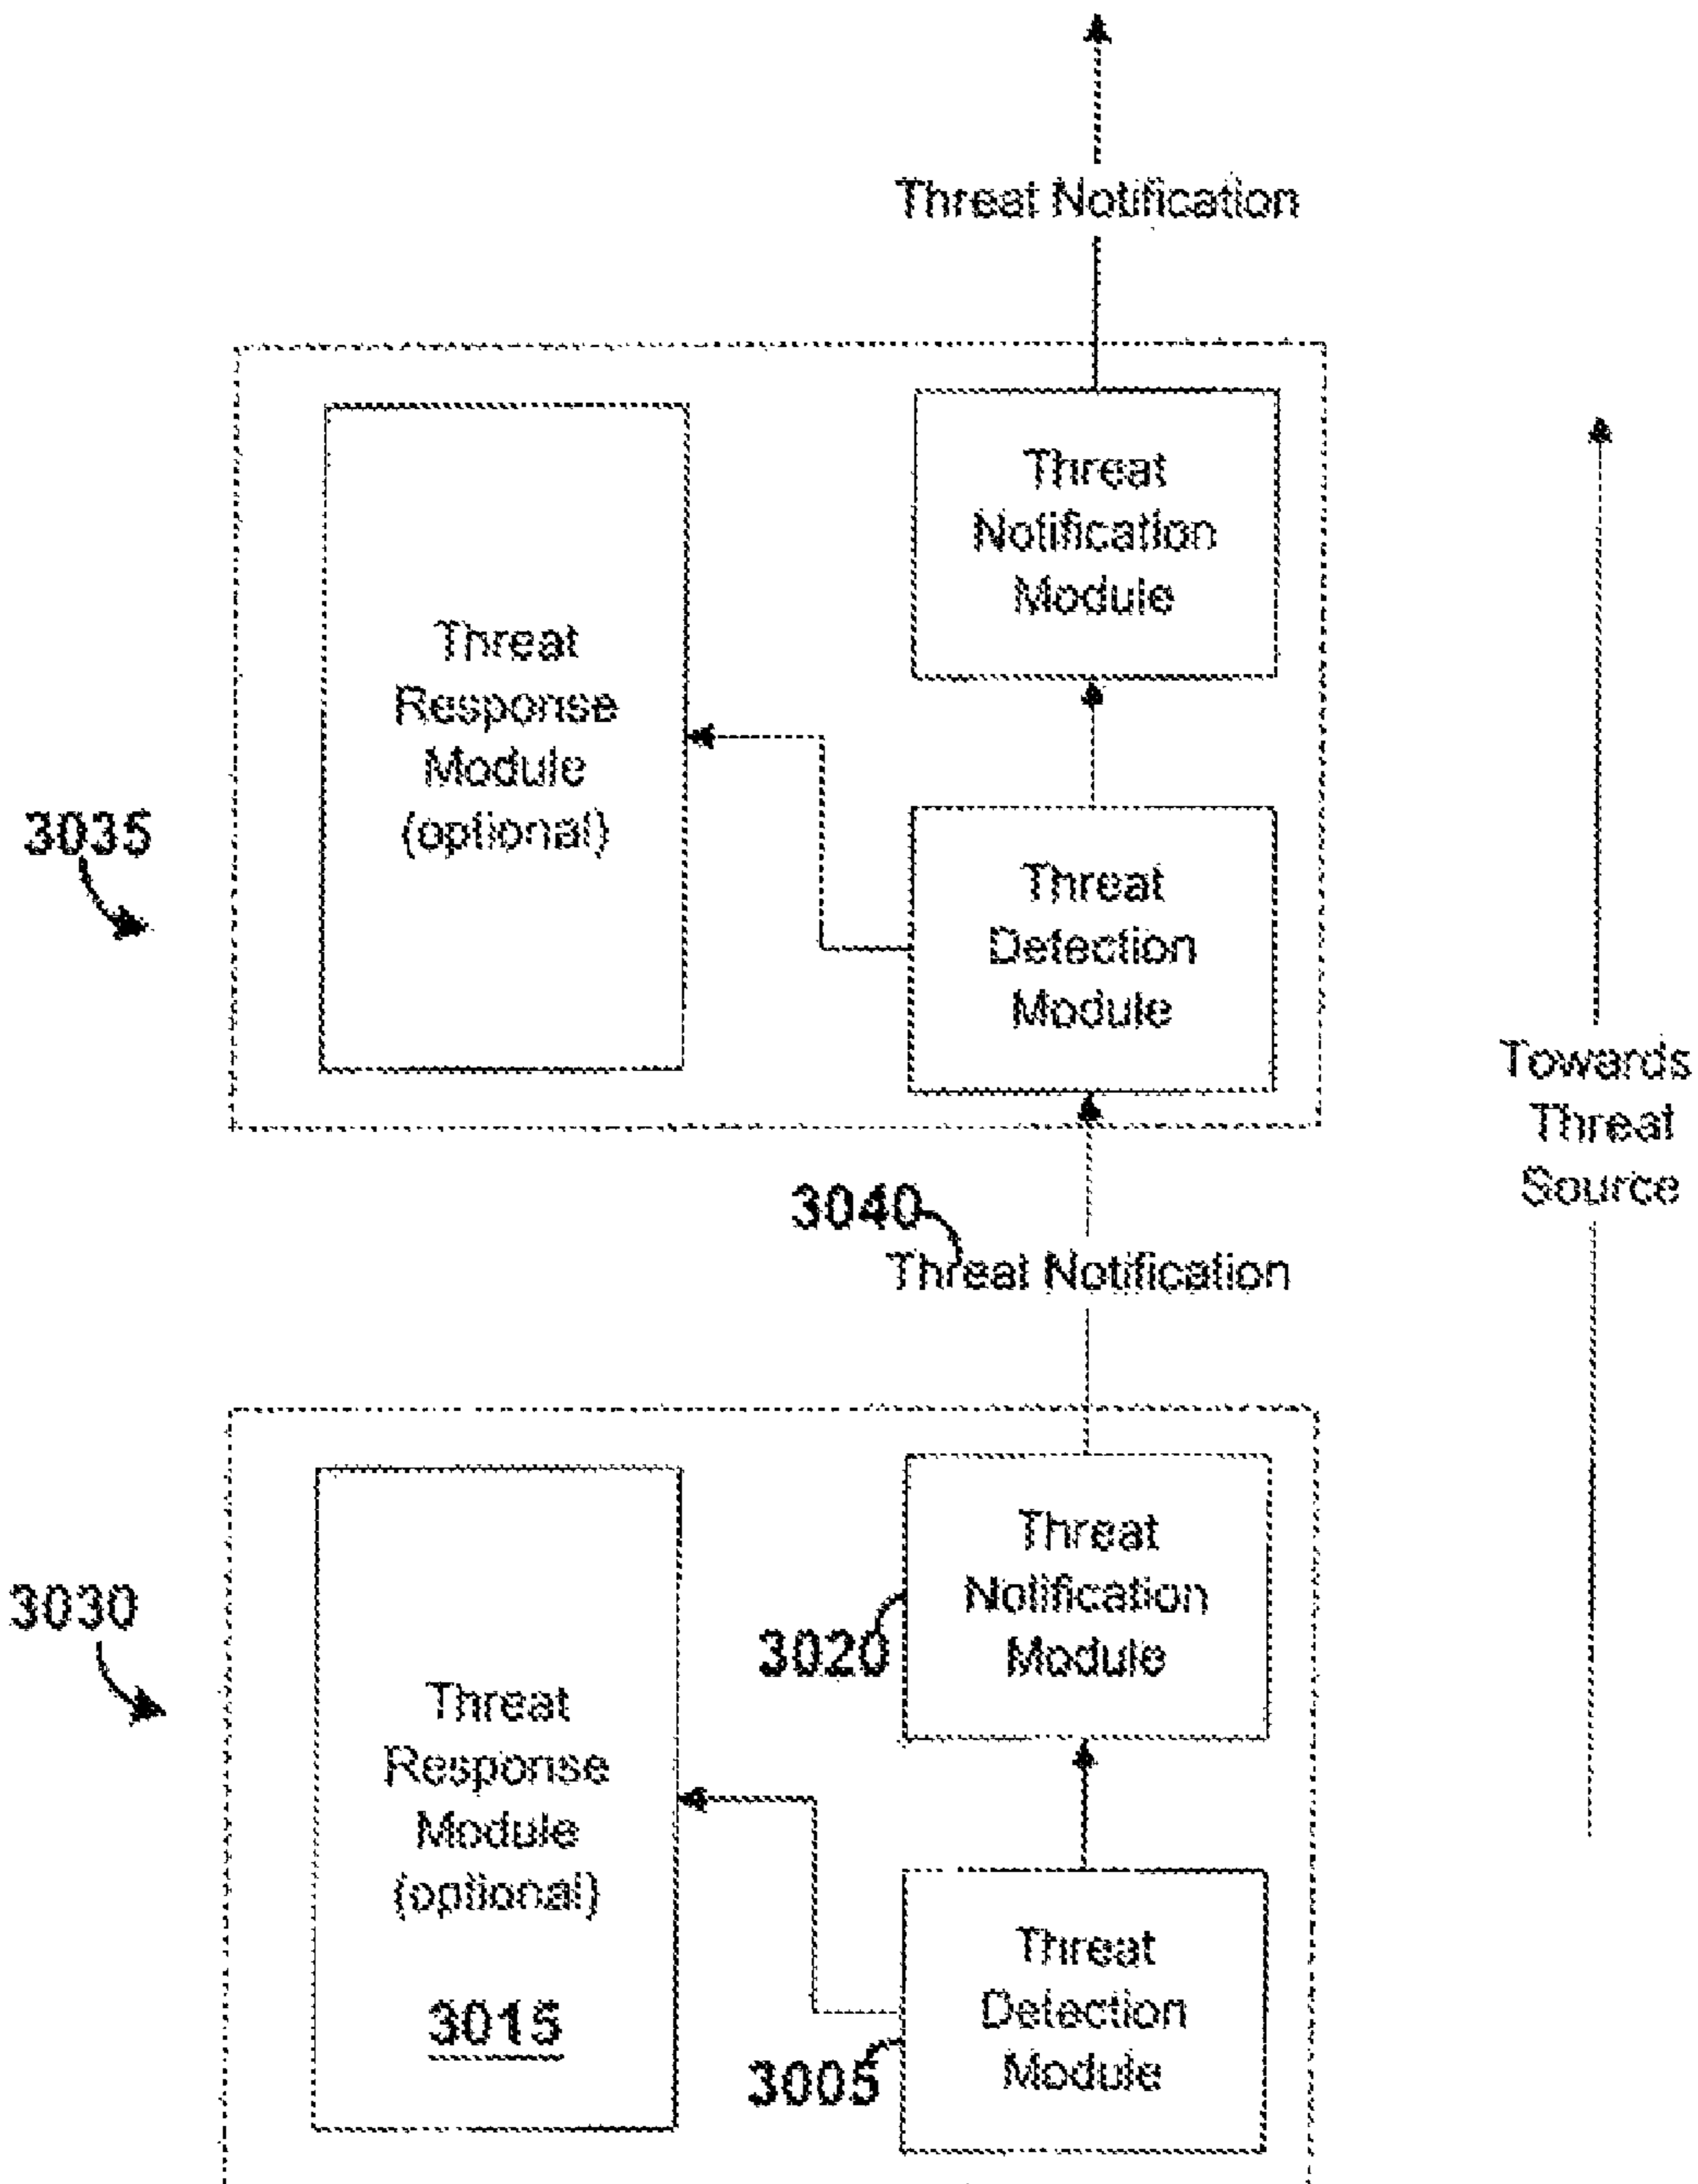 Threat Notification
Threat
Notification
Module
Threat
Response
Module
(optional)
3035
Threat
Detection
Module
Towards
Threat
Source
3040
Threat Notification
Threat
Notification
Module
3020
3030
Threat
Response
Module
(optional)
3015
Threat
Detection
Module
3005